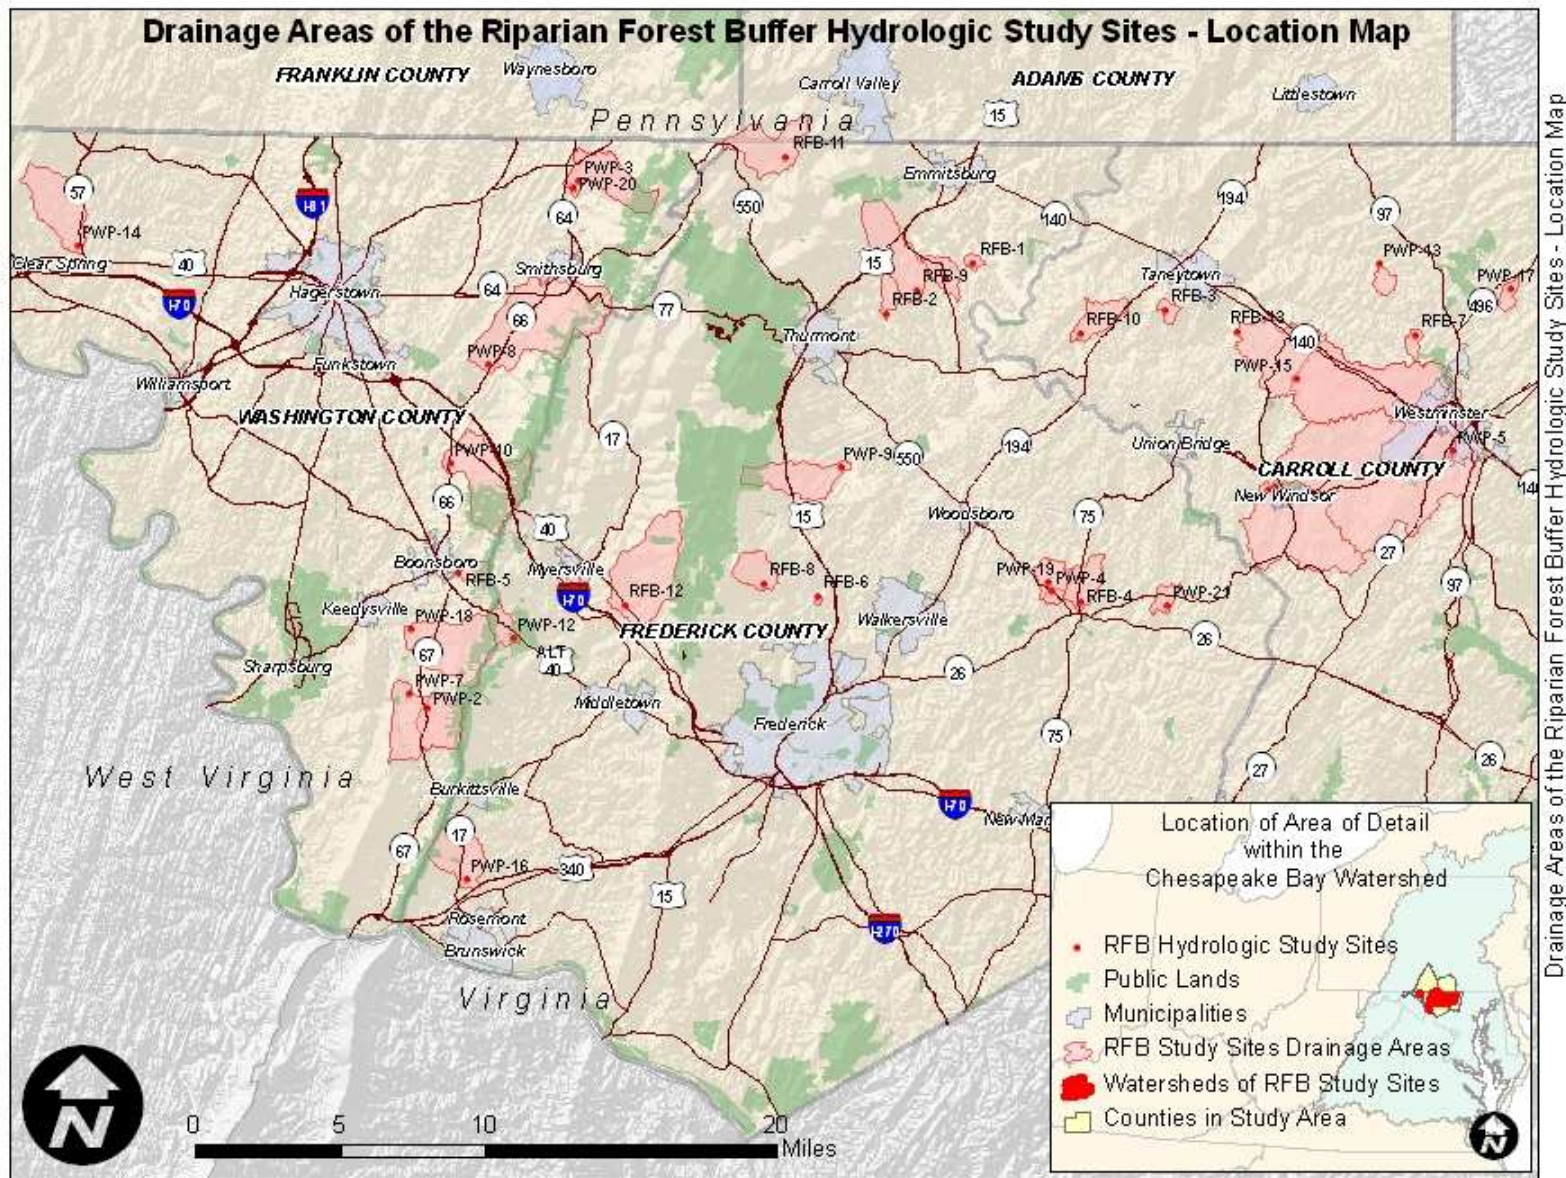 Drainage Areas of the Riparian Forest Buffer Hydrologic Study Sites - Location Map
FRANKLIN COUNTY
Waynesboro
Carroll Valley
ADAMS COUNTY
Littlestown
Pennsylvania
15
RFB-11
PWP-3
PWP-20
Emmitsburg
57
I-81
64
550
140
194
97
PWP-14
Clear Spring
40
I-70
Hagerstown
64
Smithsburg
66
77
15
RFB-1
RFB-9
RFB-2
Thurmont
Taneytown
RFB-3
RFB-10
PWP-13
PWP-17
496
RFB-13
RFB-7
140
PWP-15
PWP-8
Funkstown
Williamsport
WASHINGTON COUNTY
17
PWP-10
66
PWP-9
550
194
Union Bridge
Westminster
PWP-5
CARROLL COUNTY
New Windsor
140
40
15
Woodsboro
75
27
97
Boonsboro
RFB-5
Myersville
I-70
RFB-12
RFB-8
RFB-6
PWP-19
PWP-4
RFB-4
PWP-21
Keedysville
PWP-18
PWP-12
FREDERICK COUNTY
Walkersville
67
ALT
40
Sharpsburg
26
26
PWP-7
PWP-2
Middletown
Frederick
75
27
26
West Virginia
Burkittsville
I-70
New Mar
17
67
PWP-16
340
15
I-270
Rosemont
Brunswick
Virginia
N
0
5
10
20
Miles
Location of Area of Detail
within the
Chesapeake Bay Watershed
RFB Hydrologic Study Sites
Public Lands
Municipalities
RFB Study Sites Drainage Areas
Watersheds of RFB Study Sites
Counties in Study Area
N
Drainage Areas of the Riparian Forest Buffer Hydrologic Study Sites - Location Map